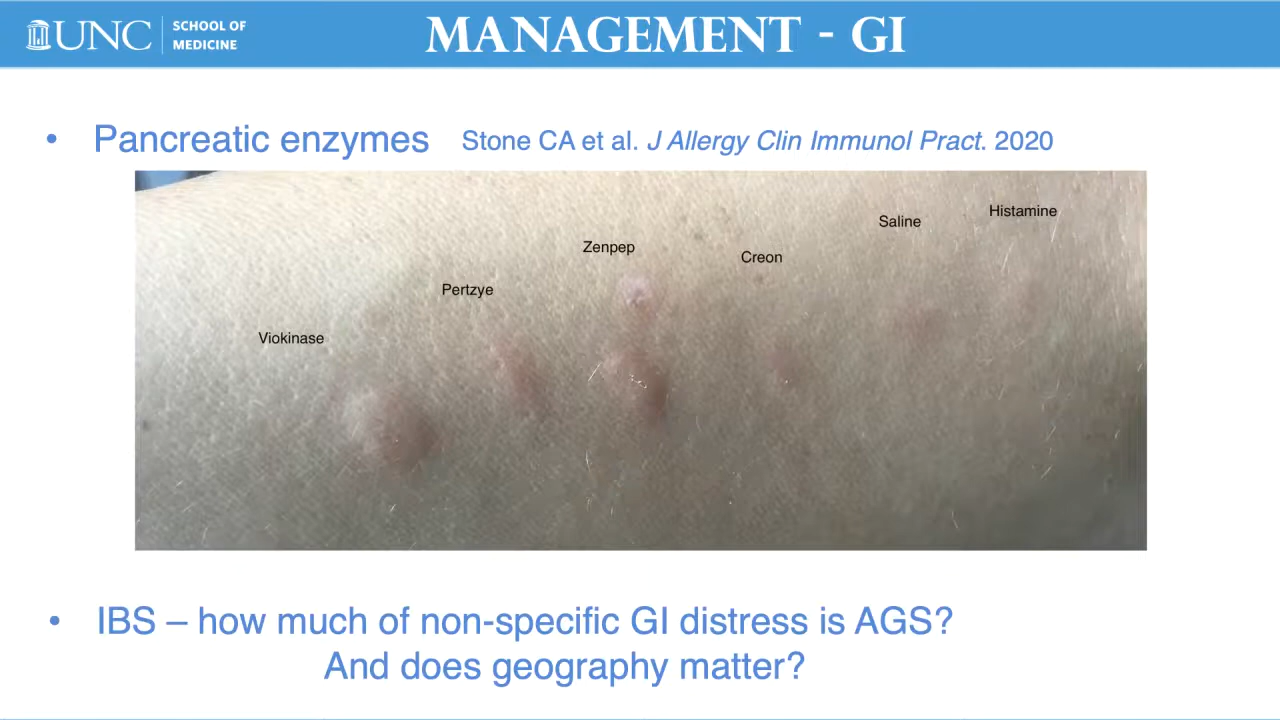 UNC SCHOOL OF MEDICINE
MANAGEMENT - GI
• Pancreatic enzymes Stone CA et al. J Allergy Clin Immunol Pract. 2020
Histamine
Saline
Zenpep
Creon
Pertzye
Viokinase
• IBS – how much of non-specific GI distress is AGS?
And does geography matter?